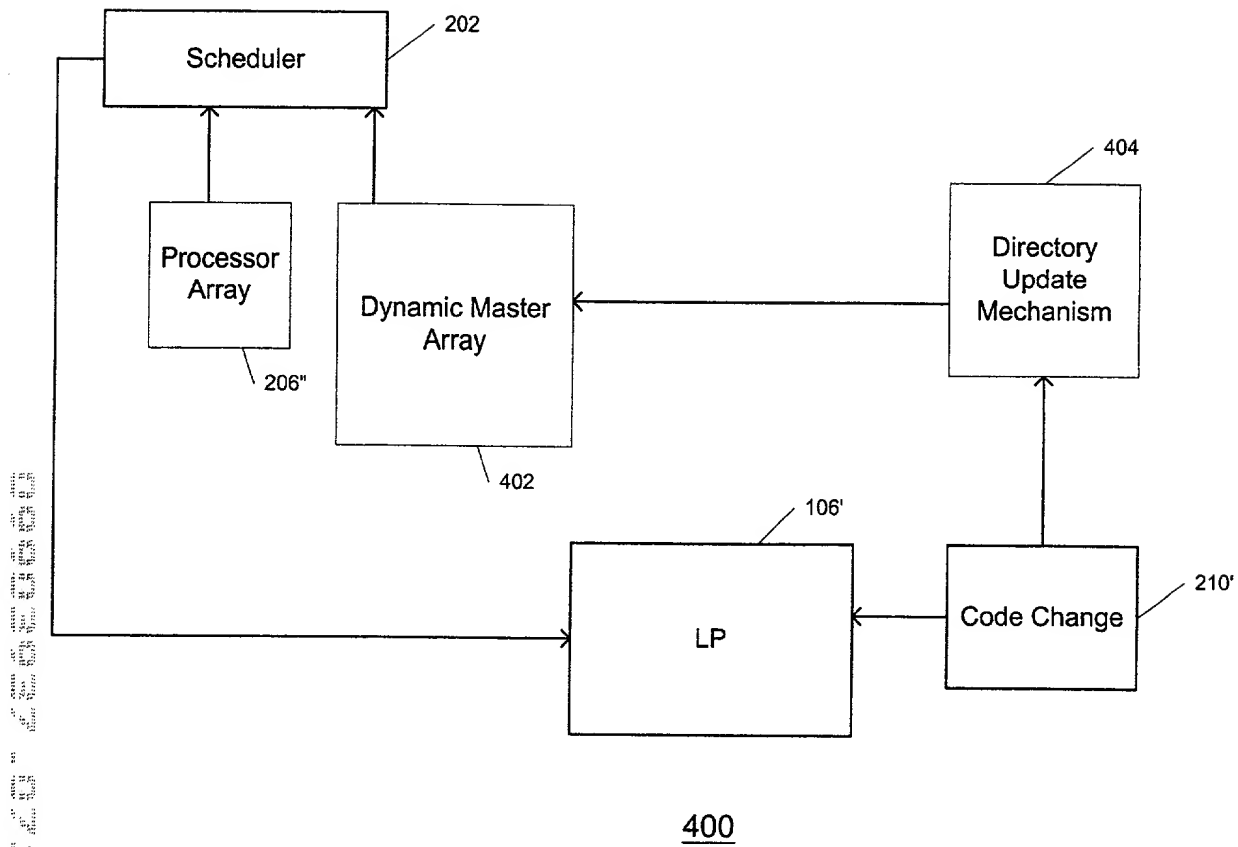 202
Scheduler
404
Directory
Update
Mechanism
Processor
Array
Dynamic Master
Array
206"
402
106'
210'
Code Change
LP
400